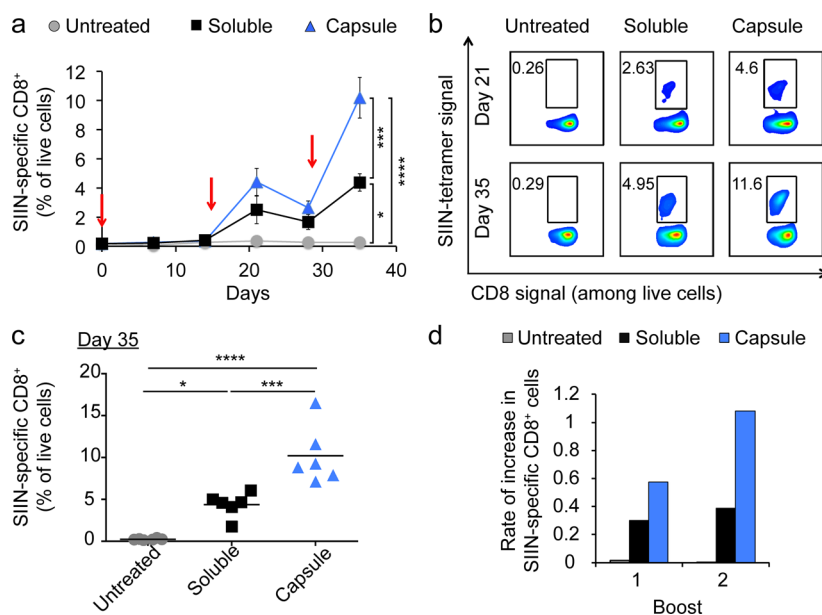 a
Untreated Soluble Capsule
SIIN-specific CD8⁺
(% of live cells)
12
10
8
6
4
2
0
0 10 20 30 40
Days
***
****
*
b
Untreated Soluble Capsule
SIIN-tetramer signal
Day 21
0.26 2.63 4.6
Day 35
0.29 4.95 11.6
CD8 signal (among live cells)
c
Day 35
SIIN-specific CD8⁺
(% of live cells)
20
15
10
5
0
****
* ***
Untreated Soluble Capsule
d
Untreated Soluble Capsule
Rate of increase in
SIIN-specific CD8⁺ cells
1.2
1
0.8
0.6
0.4
0.2
0
1 2
Boost